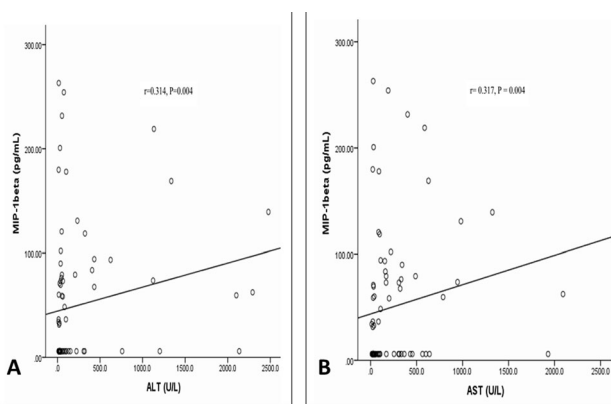 300.00
200.00
100.00
.00
MIP-1beta (pg/mL)
r=0.314, P=0.004
.0 500.0 1000.0 1500.0 2000.0 2500.0
ALT (U/L)
A
300.00
200.00
100.00
.00
MIP-1beta (pg/mL)
r= 0.317, P = 0.004
.0 500.0 1000.0 1500.0 2000.0 2500.0
AST (U/L)
B